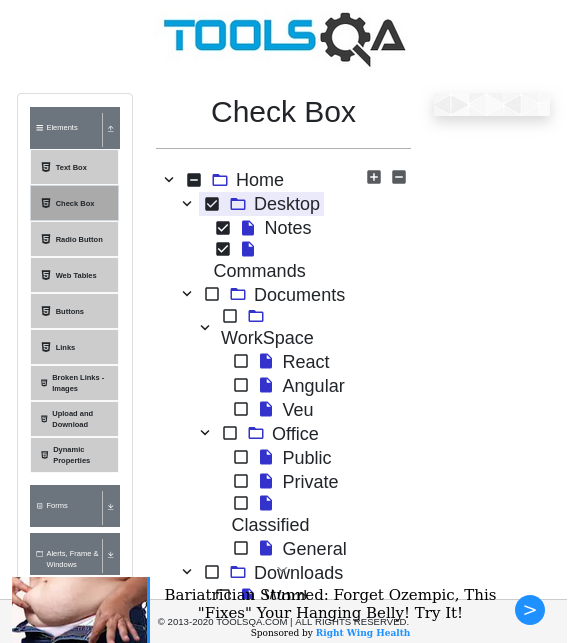 TOOLSQA
Elements
Text Box
Check Box
Radio Button
Web Tables
Buttons
Links
Broken Links -
Images
Upload and
Download
Dynamic
Properties
Forms
Alerts, Frame &
Windows
Check Box
Home
Desktop
Notes
Commands
Documents
WorkSpace
React
Angular
Veu
Office
Public
Private
Classified
General
Downloads
Bariatrician Stunned: Forget Ozempic, This
"Fixes" Your Hanging Belly! Try It!
© 2013-2020 TOOLSQA.COM | ALL RIGHTS RESERVED.
Sponsored by Right Wing Health